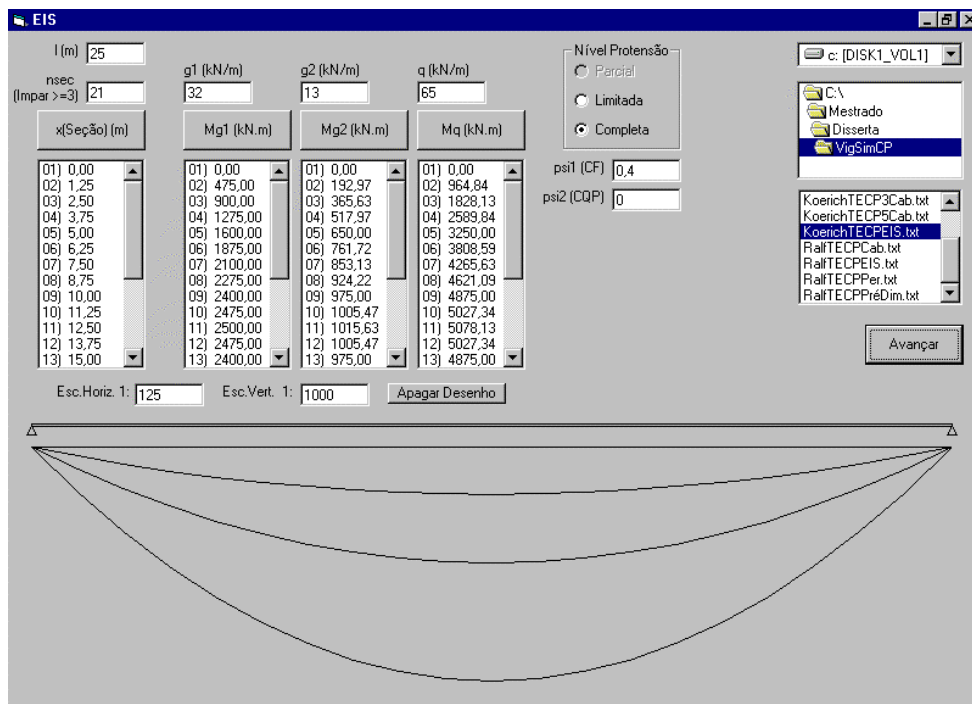 EIS
l (m) 25
nsec
(Impar >=3) 21
g1 (kN/m)
32
g2 (kN/m)
13
q (kN/m)
65
x(Seção) (m)
01) 0,00
02) 1,25
03) 2,50
04) 3,75
05) 5,00
06) 6,25
07) 7,50
08) 8,75
09) 10,00
10) 11,25
11) 12,50
12) 13,75
13) 15,00
Mg1 (kN.m)
01) 0,00
02) 475,00
03) 900,00
04) 1275,00
05) 1600,00
06) 1875,00
07) 2100,00
08) 2275,00
09) 2400,00
10) 2475,00
11) 2500,00
12) 2475,00
13) 2400,00
Mg2 (kN.m)
01) 0,00
02) 192,97
03) 365,63
04) 517,97
05) 650,00
06) 761,72
07) 853,13
08) 924,22
09) 975,00
10) 1005,47
11) 1015,63
12) 1005,47
13) 975,00
Mq (kN.m)
01) 0,00
02) 964,84
03) 1828,13
04) 2589,84
05) 3250,00
06) 3808,59
07) 4265,63
08) 4621,09
09) 4875,00
10) 5027,34
11) 5078,13
12) 5027,34
13) 4875,00
Nível Protensão
Parcial
Limitada
Completa
psi1 (CF) 0,4
psi2 (CQP) 0
c: [DISK1_VOL1]
C:\
Mestrado
Disserta
VigSimCP
KoerichTECPP3Cab.txt
KoerichTECP5Cab.txt
KoerichTECPEIS.txt
RalfTECPCab.txt
RalfTECPEIS.txt
RalfTECPPer.txt
RalfTECPPréDim.txt
Avançar
Esc.Horiz. 1: 125
Esc.Vert. 1: 1000
Apagar Desenho